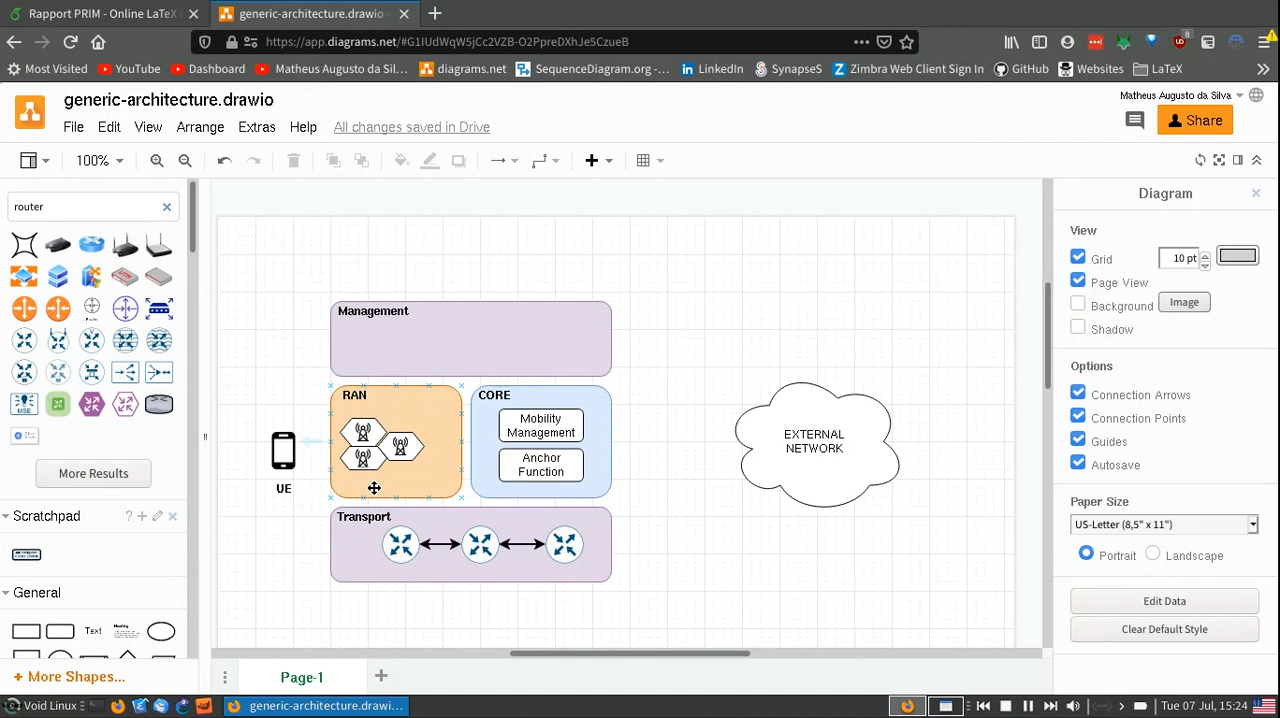 Rapport PRIM - Online LaTeX
generic-architecture.drawio
https://app.diagrams.net/#G1IUdWqW5jCc2VZB-O2PpreDXhJe5CzueB
8
Most Visited
YouTube
Dashboard
Matheus Augusto da Silv...
diagrams.net
SequenceDiagram.org -...
LinkedIn
SynapseS
Zimbra Web Client Sign In
GitHub
Websites
LaTeX
generic-architecture.drawio
Matheus Augusto da Silva
File
Edit
View
Arrange
Extras
Help
All changes saved in Drive
Share
100%
router
More Results
Scratchpad
General
Text
Heading
More Shapes...
Management
RAN
CORE
Mobility
Management
Anchor
Function
UE
Transport
EXTERNAL
NETWORK
Page-1
Diagram
View
Grid
10 pt
Page View
Background
Image
Shadow
Options
Connection Arrows
Connection Points
Guides
Autosave
Paper Size
US-Letter (8,5" x 11")
Portrait
Landscape
Edit Data
Clear Default Style
Void Linux
generic-architecture.drawi...
Tue 07 Jul, 15:24